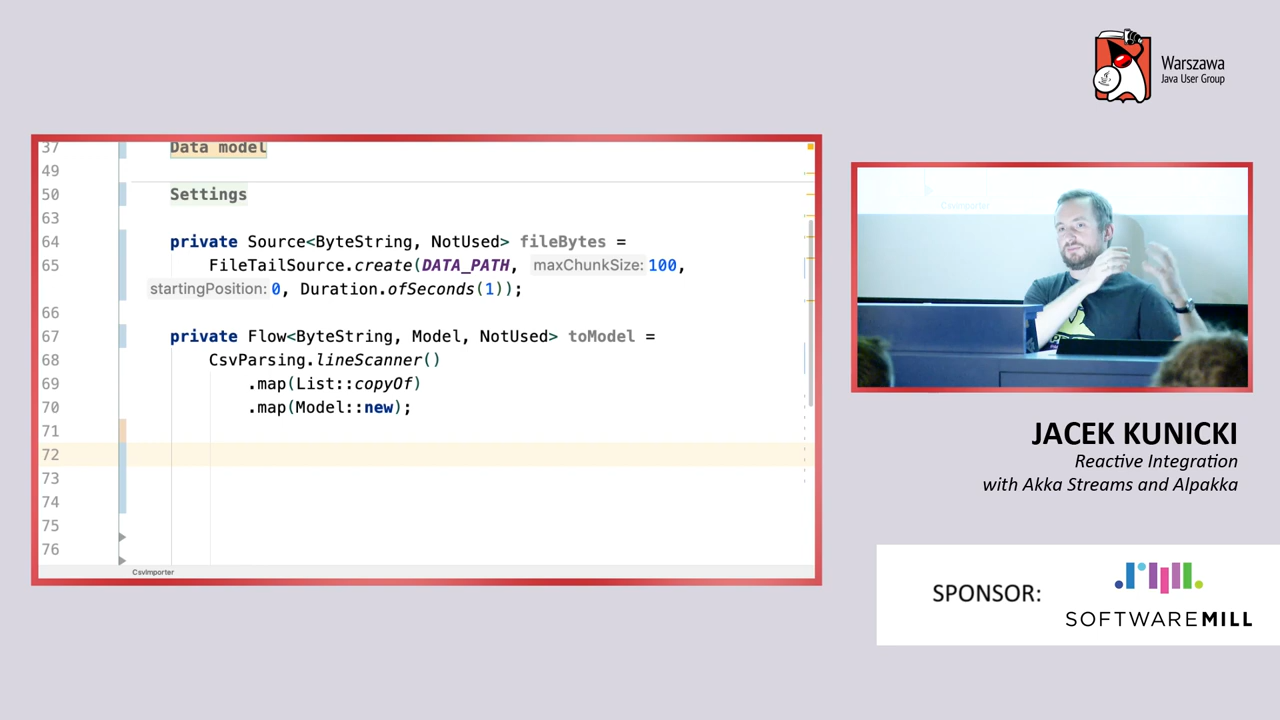 Warszawa
Java User Group
37 Data model
49
50 Settings
63
64 private Source<ByteString, NotUsed> fileBytes =
65 FileTailSource.create(DATA_PATH, maxChunkSize: 100,
startingPosition: 0, Duration.ofSeconds(1));
66
67 private Flow<ByteString, Model, NotUsed> toModel =
68 CsvParsing.lineScanner()
69 .map(List::copyOf)
70 .map(Model::new);
71
72
73
74
75
76
CsvImporter
CsvImporter
JACEK KUNICKI
Reactive Integration
with Akka Streams and Alpakka
SPONSOR:
SOFTWAREMILL